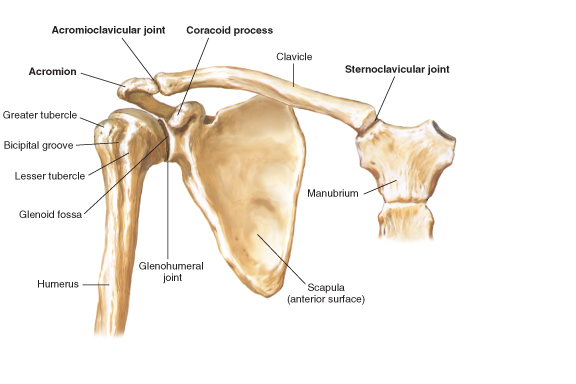 Acromioclavicular joint
Coracoid process
Clavicle
Sternoclavicular joint
Acromion
Greater tubercle
Bicipital groove
Lesser tubercle
Manubrium
Glenoid fossa
Glenohumeral
joint
Humerus
Scapula
(anterior surface)